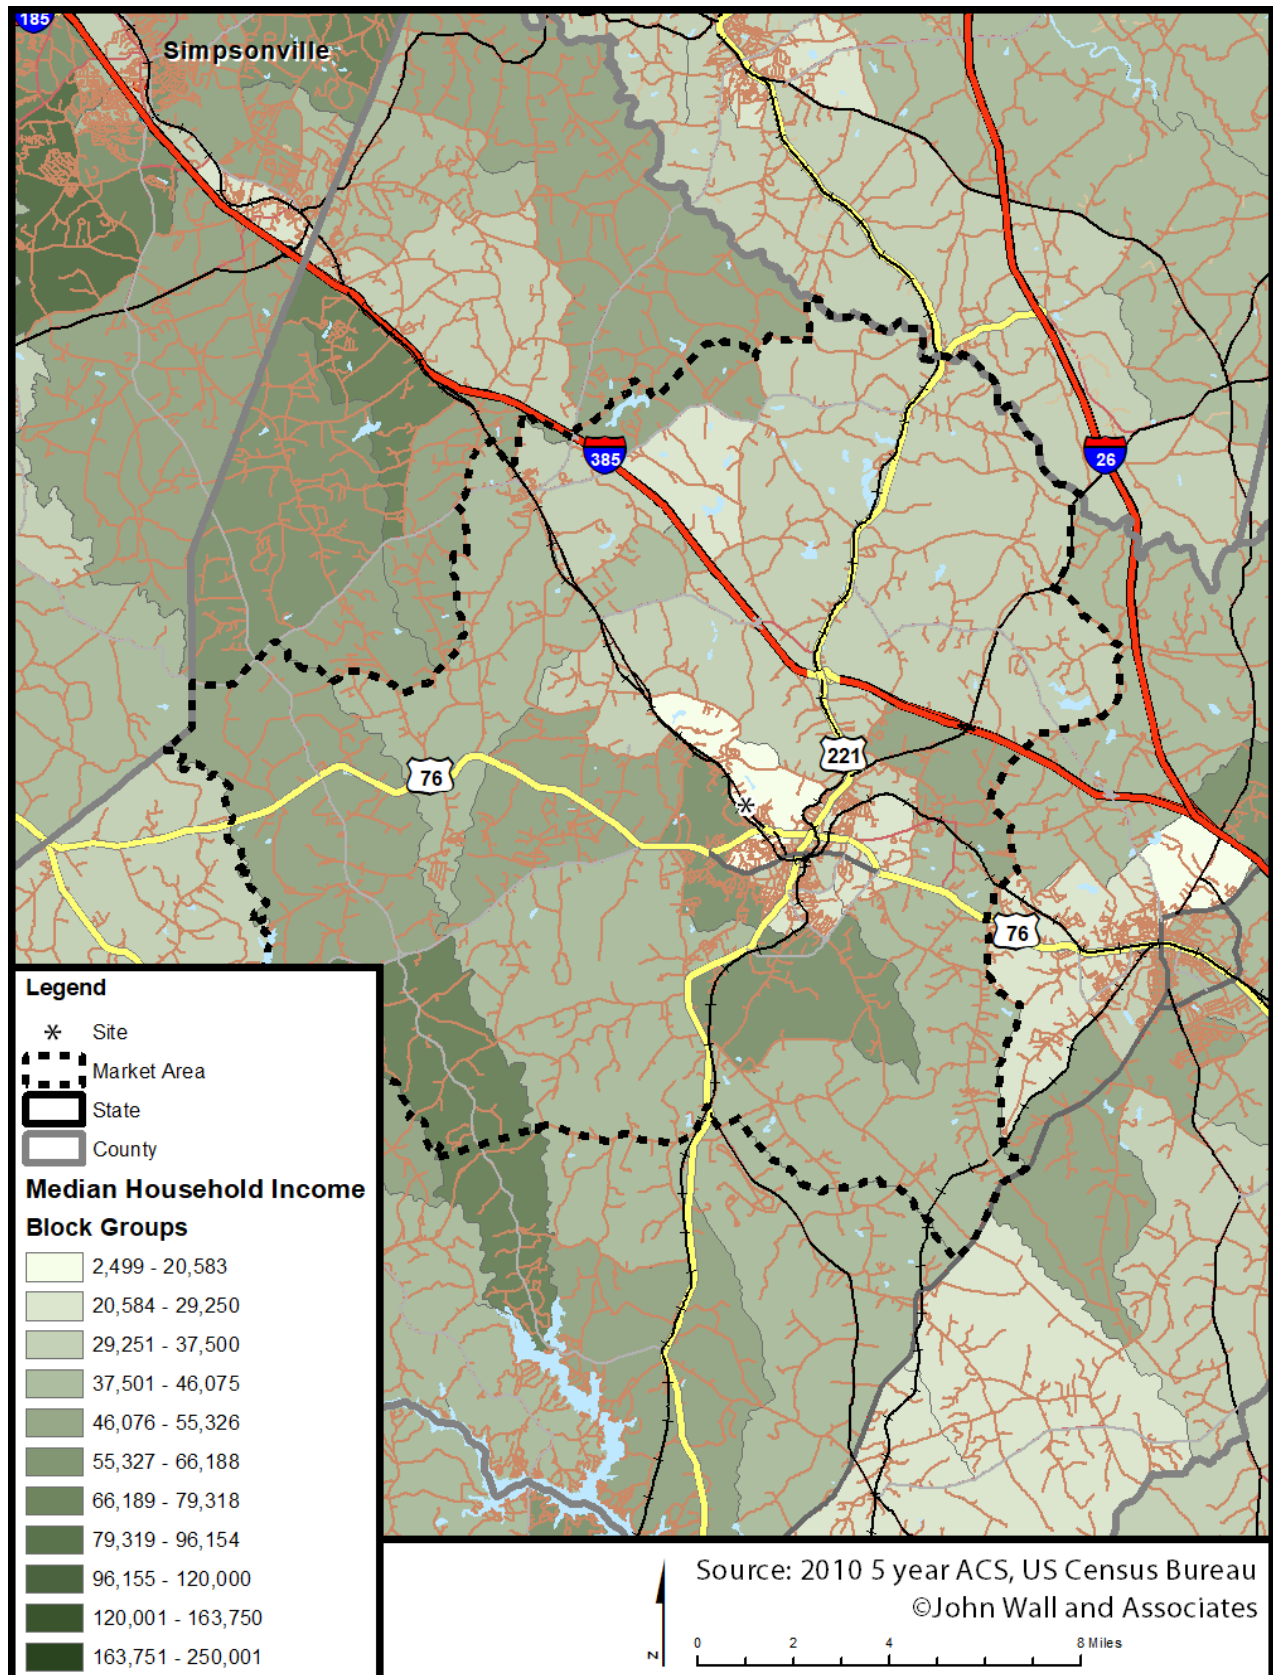 185
Simpsonville
385
26
221
76
76
Legend
Site
Market Area
State
County
Median Household Income
Block Groups
2,499 - 20,583
20,584 - 29,250
29,251 - 37,500
37,501 - 46,075
46,076 - 55,326
55,327 - 66,188
66,189 - 79,318
79,319 - 96,154
96,155 - 120,000
120,001 - 163,750
163,751 - 250,001
Source: 2010 5 year ACS, US Census Bureau
©John Wall and Associates
N
0 2 4 8 Miles